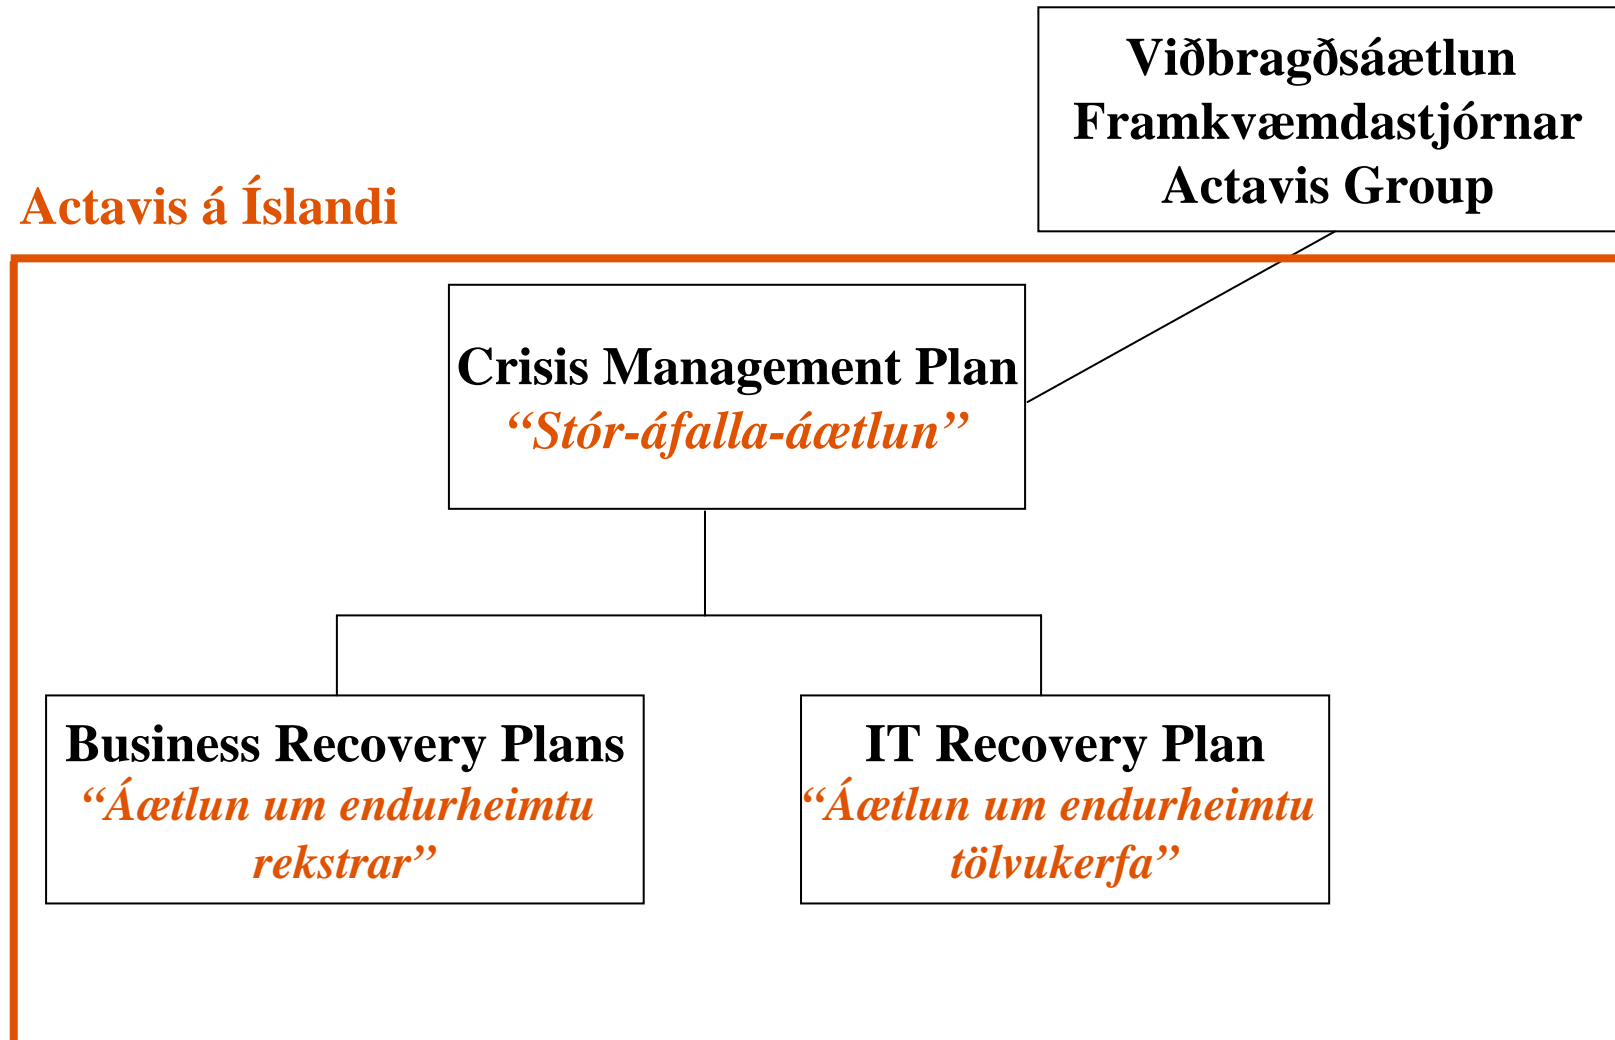 Viðbragðsáætlun
Framkvæmdastjórnar
Actavis Group
Actavis á Íslandi
Crisis Management Plan
“Stór-áfalla-áætlun”
Business Recovery Plans
“Áætlun um endurheimtu
rekstrar”
IT Recovery Plan
“Áætlun um endurheimtu
tölvukerfa”